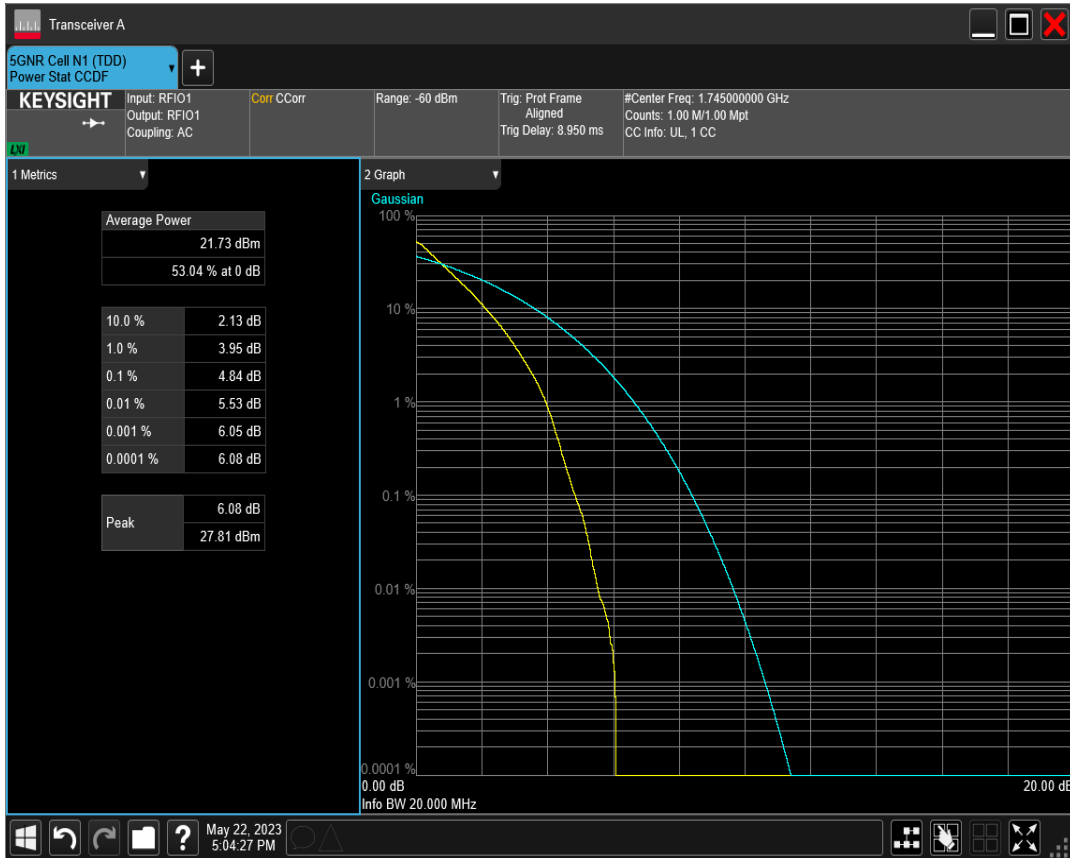 Transceiver A
5GNR Cell N1 (TDD)
Power Stat CCDF
+
KEYSIGHT
LXI
Input: RFIO1
Output: RFIO1
Coupling: AC
Corr CCorr
Range: -60 dBm
Trig: Prot Frame
Aligned
Trig Delay: 8.950 ms
#Center Freq: 1.745000000 GHz
Counts: 1.00 M/1.00 Mpt
CC Info: UL, 1 CC
1 Metrics
Average Power
21.73 dBm
53.04 % at 0 dB
10.0 % 2.13 dB
1.0 % 3.95 dB
0.1 % 4.84 dB
0.01 % 5.53 dB
0.001 % 6.05 dB
0.0001 % 6.08 dB
Peak
6.08 dB
27.81 dBm
2 Graph
Gaussian
100 %
10 %
1 %
0.1 %
0.01 %
0.001 %
0.0001 %
0.00 dB 20.00 dB
Info BW 20.000 MHz
?
May 22, 2023
5:04:27 PM